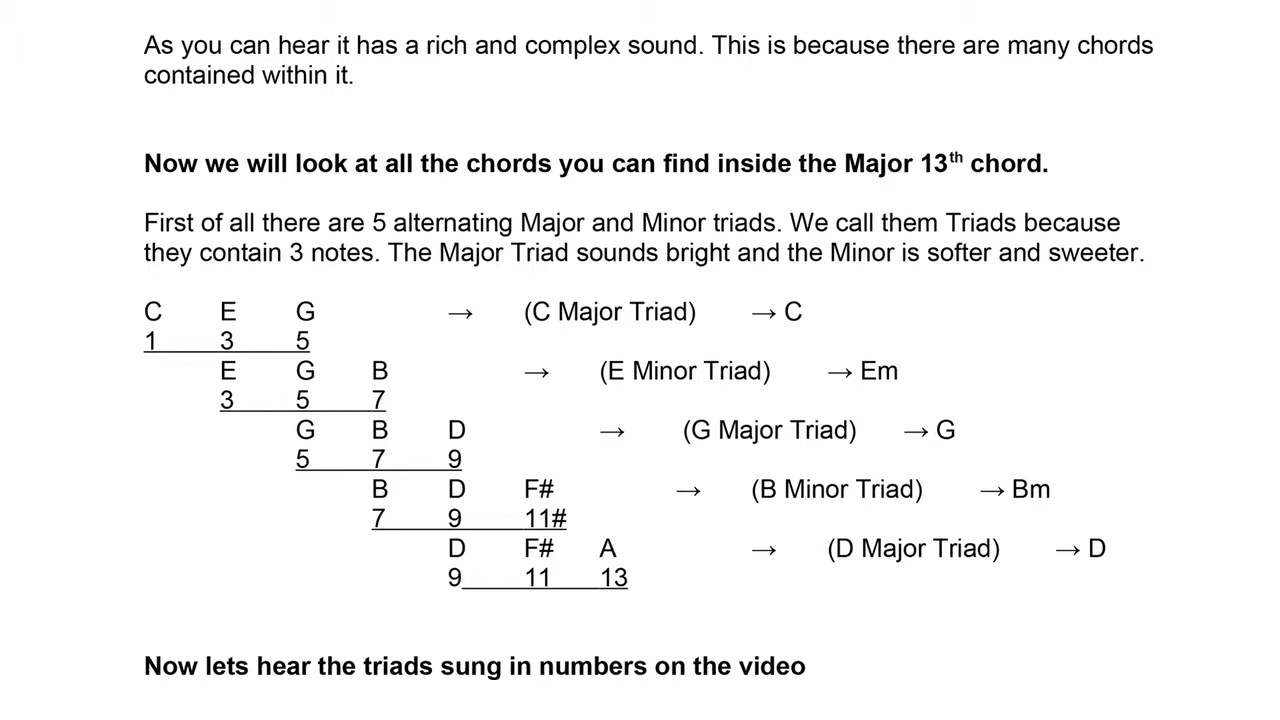 As you can hear it has a rich and complex sound. This is because there are many chords
contained within it.
Now we will look at all the chords you can find inside the Major 13th chord.
First of all there are 5 alternating Major and Minor triads. We call them Triads because
they contain 3 notes. The Major Triad sounds bright and the Minor is softer and sweeter.
C E G → (C Major Triad) → C
1 3 5
E G B → (E Minor Triad) → Em
3 5 7
G B D → (G Major Triad) → G
5 7 9
B D F# → (B Minor Triad) → Bm
7 9 11#
D F# A → (D Major Triad) → D
9 11 13
Now lets hear the triads sung in numbers on the video